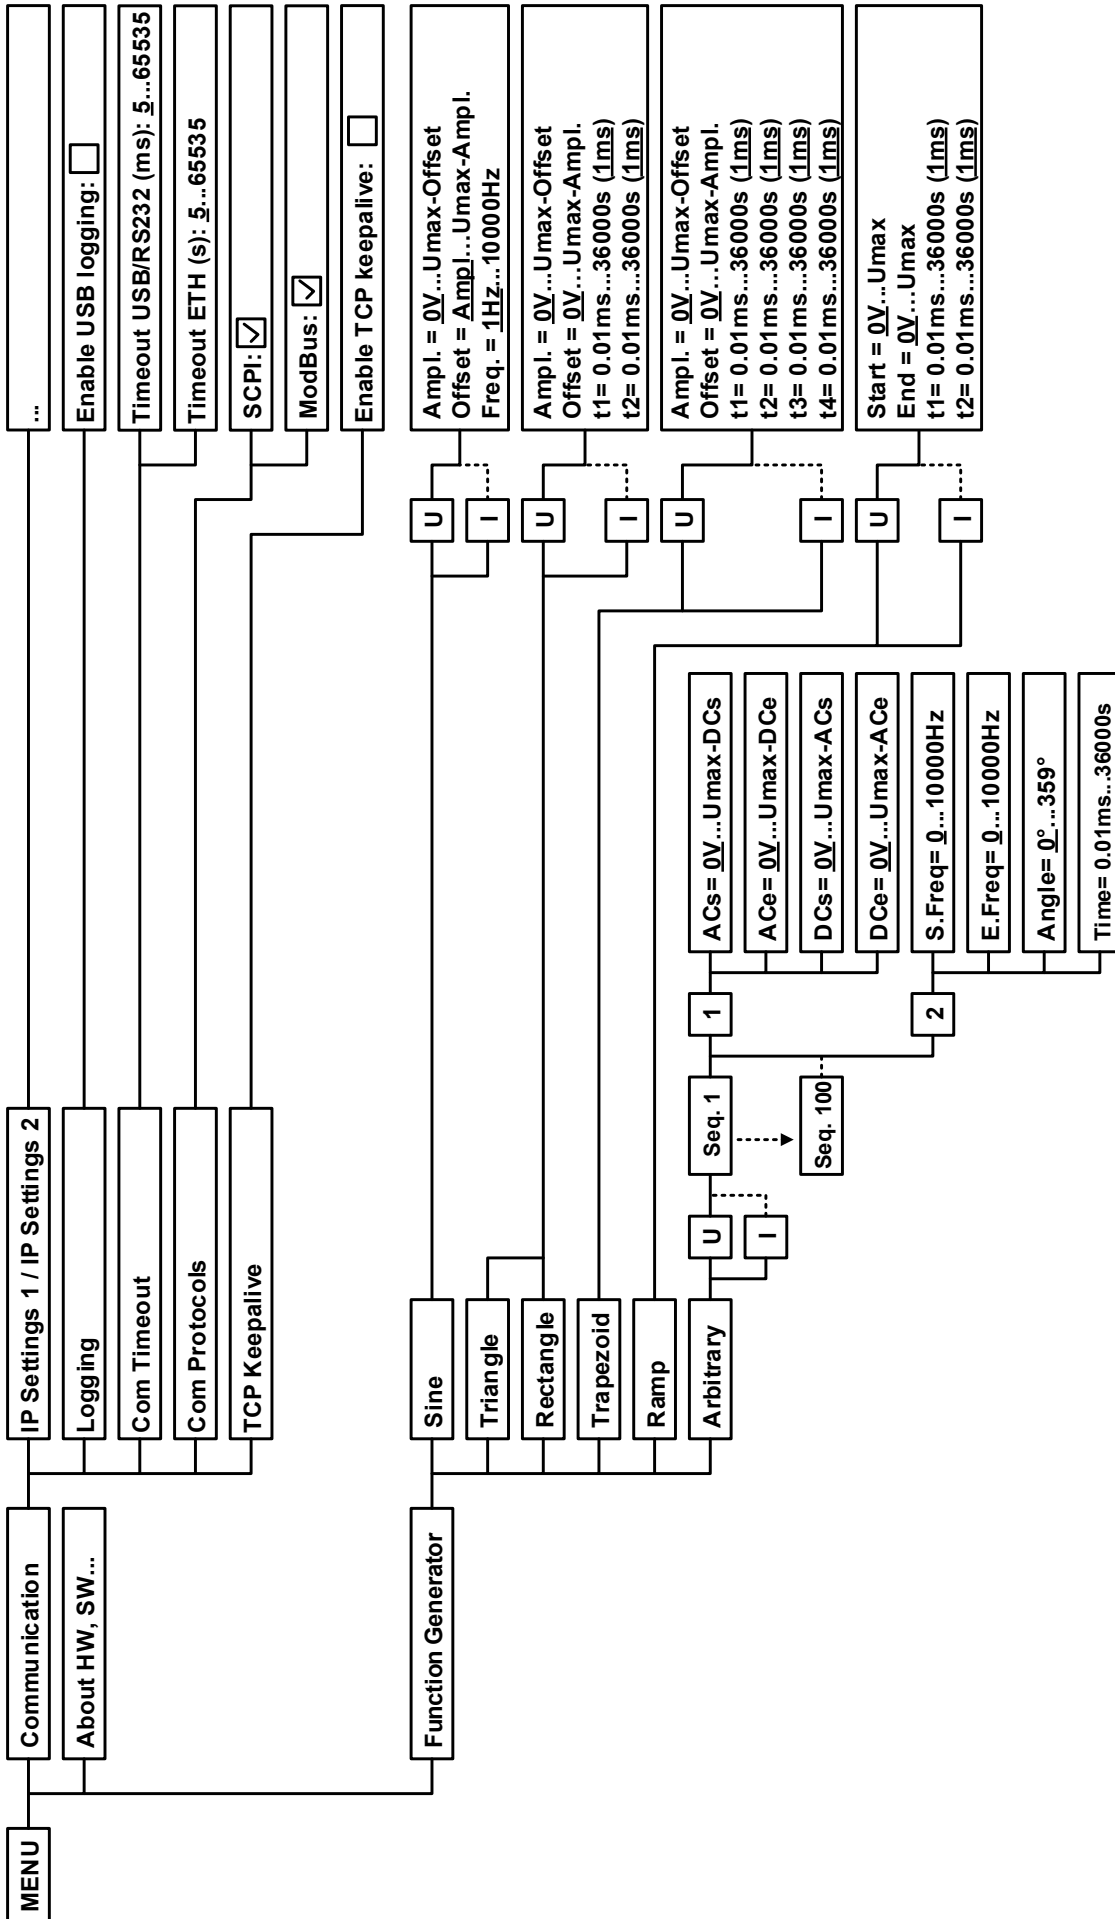 MENU
Communication
About HW, SW...
Function Generator
IP Settings 1 / IP Settings 2
Logging
Com Timeout
Com Protocols
TCP Keepalive
...
Enable USB logging:
Timeout USB/RS232 (ms): 5...65535
Timeout ETH (s): 5...65535
SCPI:
ModBus:
Enable TCP keepalive:
Sine
Triangle
Rectangle
Trapezoid
Ramp
Arbitrary
U
I
Ampl. = 0V...Umax-Offset
Offset = Ampl...Umax-Ampl.
Freq. = 1Hz...10000Hz
U
I
Ampl. = 0V...Umax-Offset
Offset = 0V...Umax-Ampl.
t1= 0.01ms...36000s (1ms)
t2= 0.01ms...36000s (1ms)
U
I
Ampl. = 0V...Umax-Offset
Offset = 0V...Umax-Ampl.
t1= 0.01ms...36000s (1ms)
t2= 0.01ms...36000s (1ms)
t3= 0.01ms...36000s (1ms)
t4= 0.01ms...36000s (1ms)
U
I
Start = 0V...Umax
End = 0V...Umax
t1= 0.01ms...36000s (1ms)
t2= 0.01ms...36000s (1ms)
U
I
Seq. 1
Seq. 100
1
ACs= 0V...Umax-DCs
ACe= 0V...Umax-DCe
DCs= 0V...Umax-ACs
DCe= 0V...Umax-ACe
2
S.Freq= 0...10000Hz
E.Freq= 0...10000Hz
Angle= 0°...359°
Time= 0.01ms...36000s